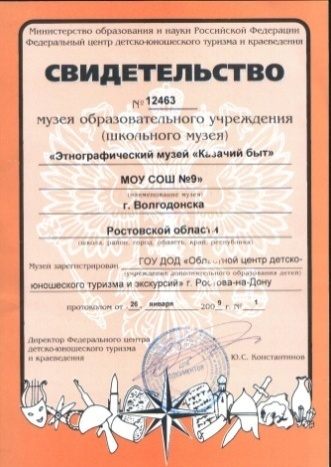 Министерство образования и науки Российской Федерации
Федеральный центр детско-юношеского туризма и краеведения
СВИДЕТЕЛЬСТВО
№ 12463
музея образовательного учреждения
(школьного музея)
«Этнографический музей «Казачий быт»
МОУ СОШ №9»
(наименование музея)
г. Волгодонска
Ростовской области
(школа, район, город, область, край, республика)
Музей зарегистрирован ГОУ ДОД «Областной центр детско-
(учреждение дополнительного образования детей)
юношеского туризма и экскурсий» г. Ростова-на-Дону
протоколом от 26 января 2009 г. № 1
Директор Федерального центра
детско-юношеского туризма
и краеведения
Ю.С. Константинов
ДЛЯ
ДОКУМЕНТОВ